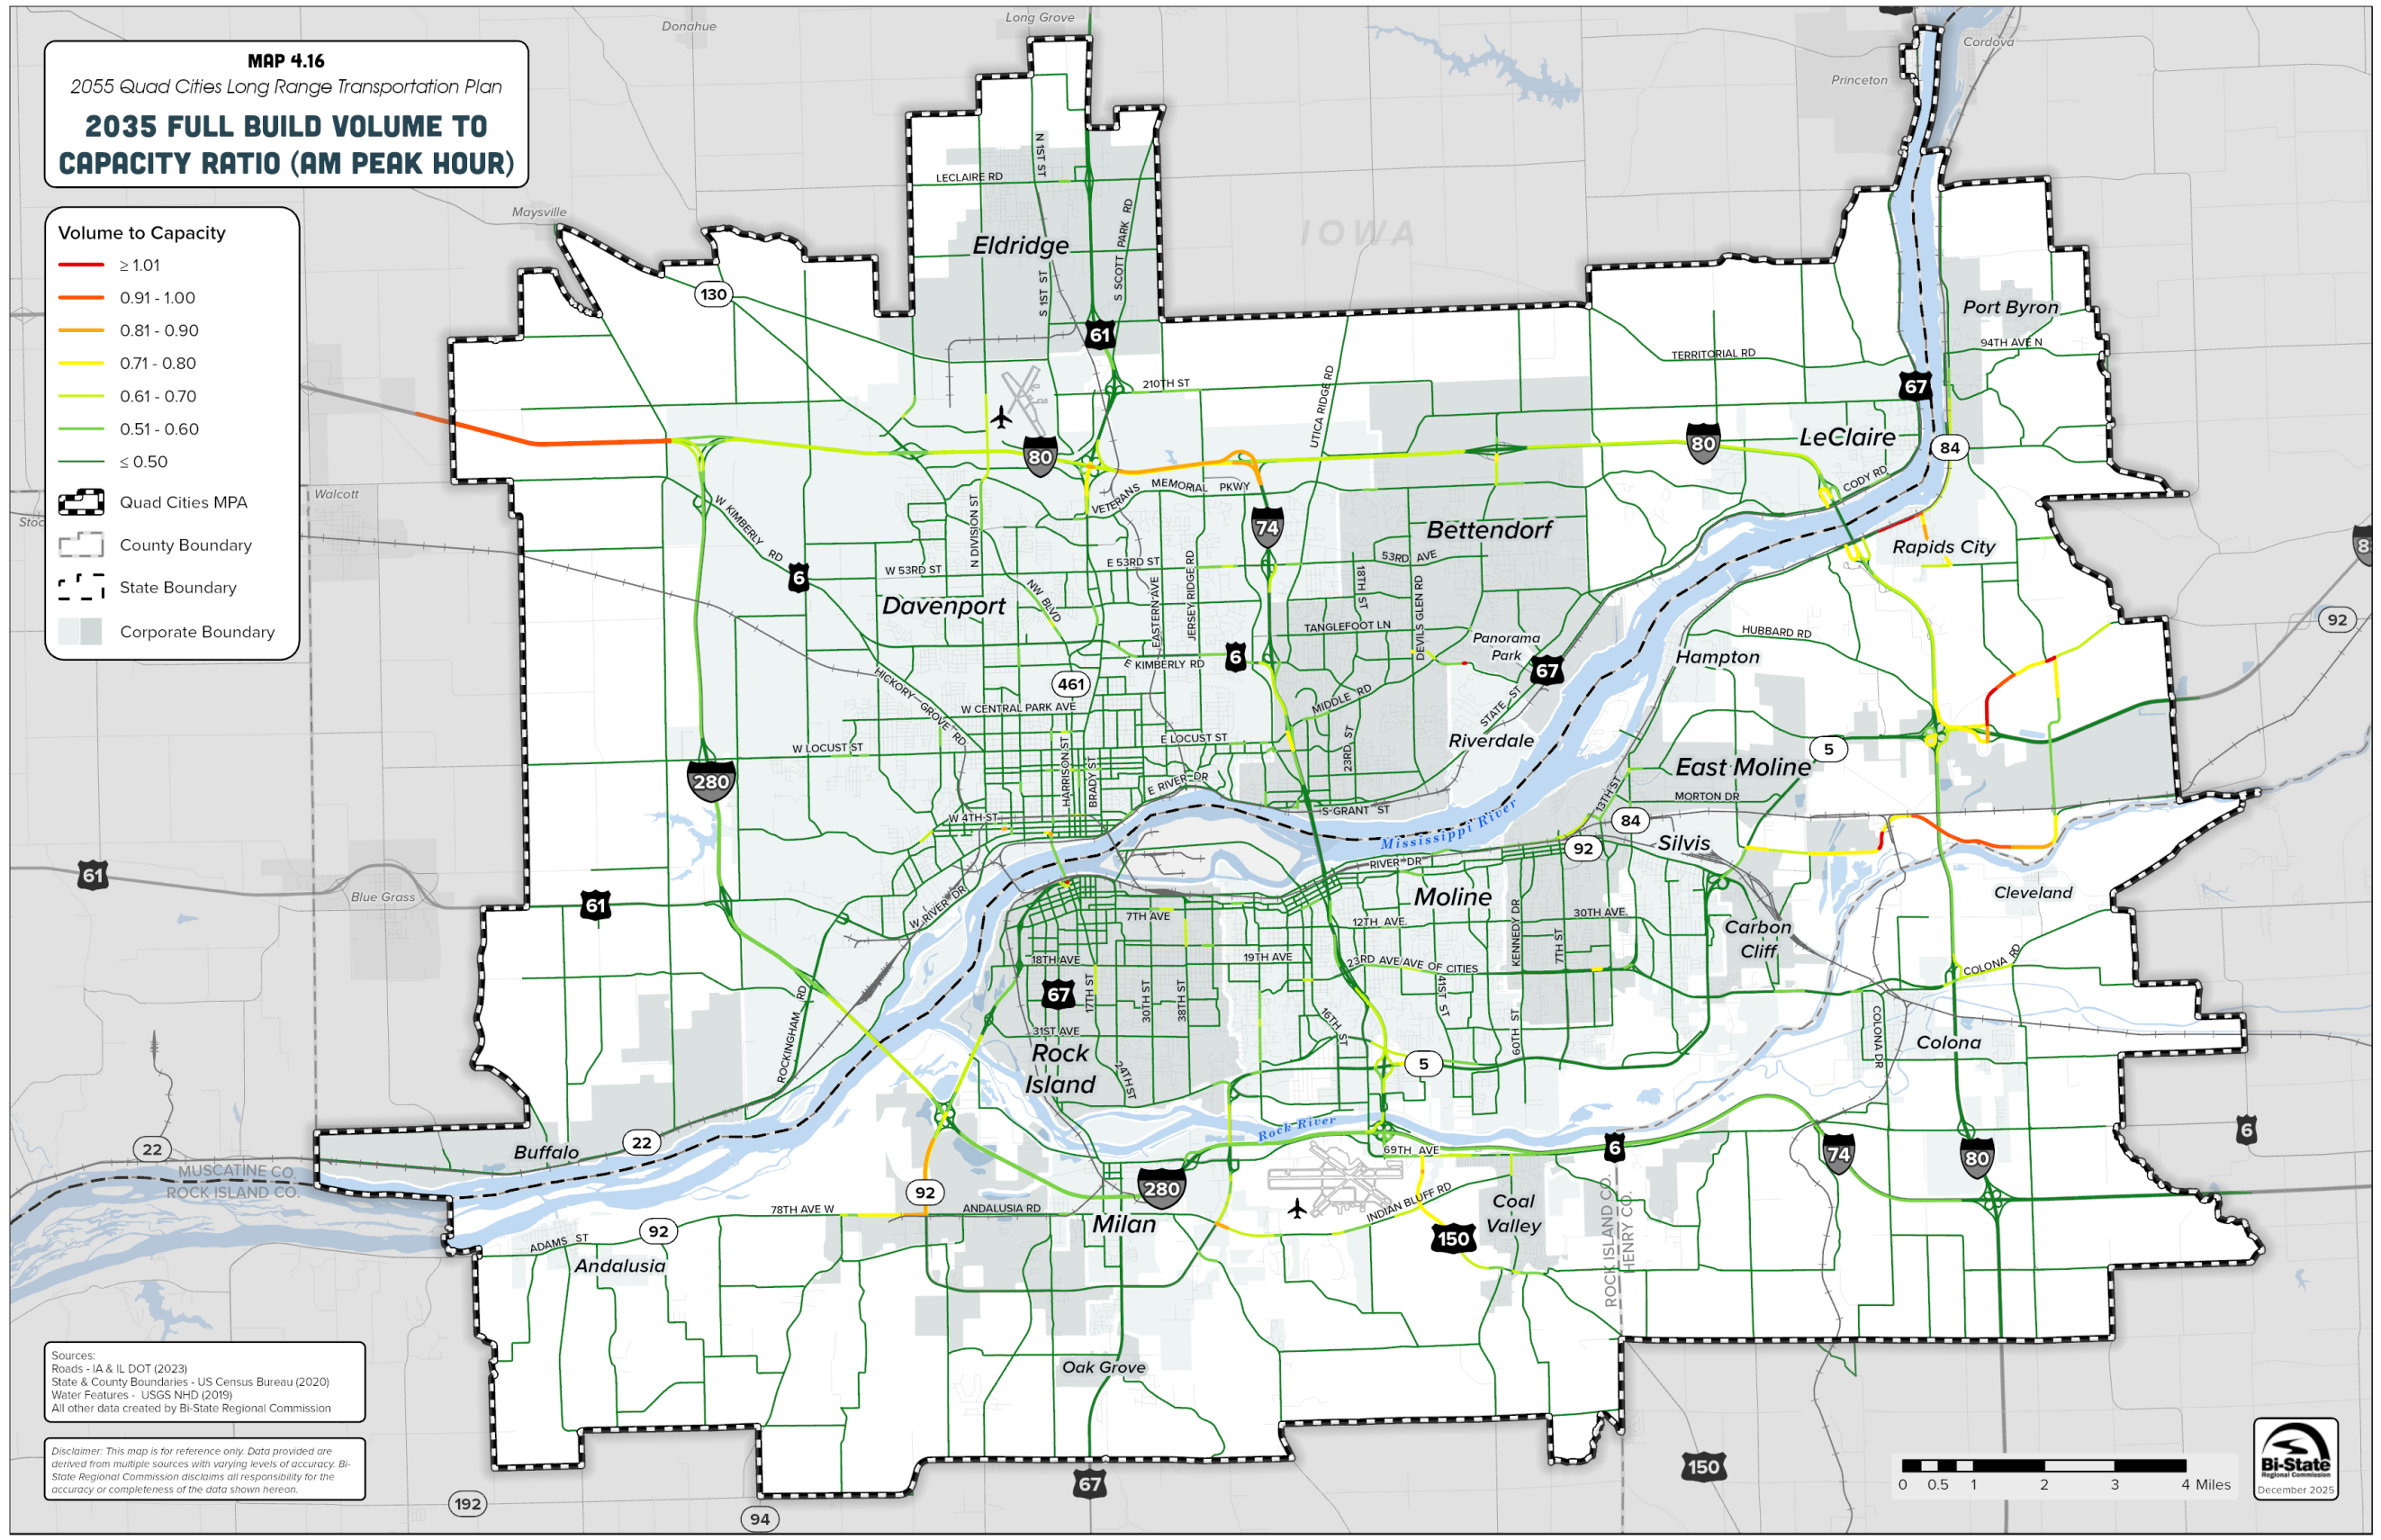 MAP 4.16
2055 Quad Cities Long Range Transportation Plan
2035 FULL BUILD VOLUME TO
CAPACITY RATIO (AM PEAK HOUR)
Volume to Capacity
≥ 1.01
0.91 - 1.00
0.81 - 0.90
0.71 - 0.80
0.61 - 0.70
0.51 - 0.60
≤ 0.50
Quad Cities MPA
County Boundary
State Boundary
Corporate Boundary
Donahue
Long Grove
Cordova
Princeton
Maysville
IOWA
N 1ST ST
LECLAIRE RD
S SCOTT PARK RD
Eldridge
S 1ST ST
130
61
Port Byron
94TH AVE N
TERRITORIAL RD
67
210TH ST
UTICA RIDGE RD
80
80
LeClaire
84
CODY RD
Walcott
W KIMBERLY RD
VETERANS MEMORIAL PKWY
N DIVISION ST
74
Bettendorf
Rapids City
6
W 53RD ST
E 53RD ST
53RD AVE
18TH ST
DEVILS GLEN RD
JERSEY RIDGE RD
EASTERN AVE
NW BLVD
Davenport
TANGLEFOOT LN
Panorama
Park
HUBBARD RD
Hampton
92
E KIMBERLY RD
6
67
461
HICKORY GROVE RD
W CENTRAL PARK AVE
MIDDLE RD
STATE ST
W LOCUST ST
E LOCUST ST
23RD ST
Riverdale
5
280
HARRISON ST
BRADY ST
E RIVER DR
East Moline
MORTON DR
13TH ST
S GRANT ST
W 4TH ST
Mississippi River
84
92
Silvis
61
Blue Grass
61
W RIVER DR
RIVER DR
Moline
Cleveland
7TH AVE
12TH AVE.
30TH AVE.
KENNEDY DR
7TH ST
Carbon
Cliff
18TH AVE
19TH AVE
23RD AVE/AVE OF CITIES
COLONA RD
67
17TH ST
30TH ST
38TH ST
41ST ST
ROCKINGHAM RD
31ST AVE
16TH ST
60TH ST
COLONA DR
Colona
Rock
Island
24TH ST
5
Rock River
6
22
22
Buffalo
MUSCATINE CO.
ROCK ISLAND CO.
69TH AVE
6
74
80
280
92
78TH AVE W
ANDALUSIA RD
INDIAN BLUFF RD
Coal
Valley
Milan
150
ROCK ISLAND CO.
HENRY CO.
92
ADAMS ST
Andalusia
Oak Grove
Sources:
Roads - IA & IL DOT (2023)
State & County Boundaries - US Census Bureau (2020)
Water Features - USGS NHD (2019)
All other data created by Bi-State Regional Commission
Disclaimer: This map is for reference only. Data provided are
derived from multiple sources with varying levels of accuracy. Bi-
State Regional Commission disclaims all responsibility for the
accuracy or completeness of the data shown hereon.
192
94
67
150
0 0.5 1 2 3 4 Miles
Bi-State
Regional Commission
December 2025